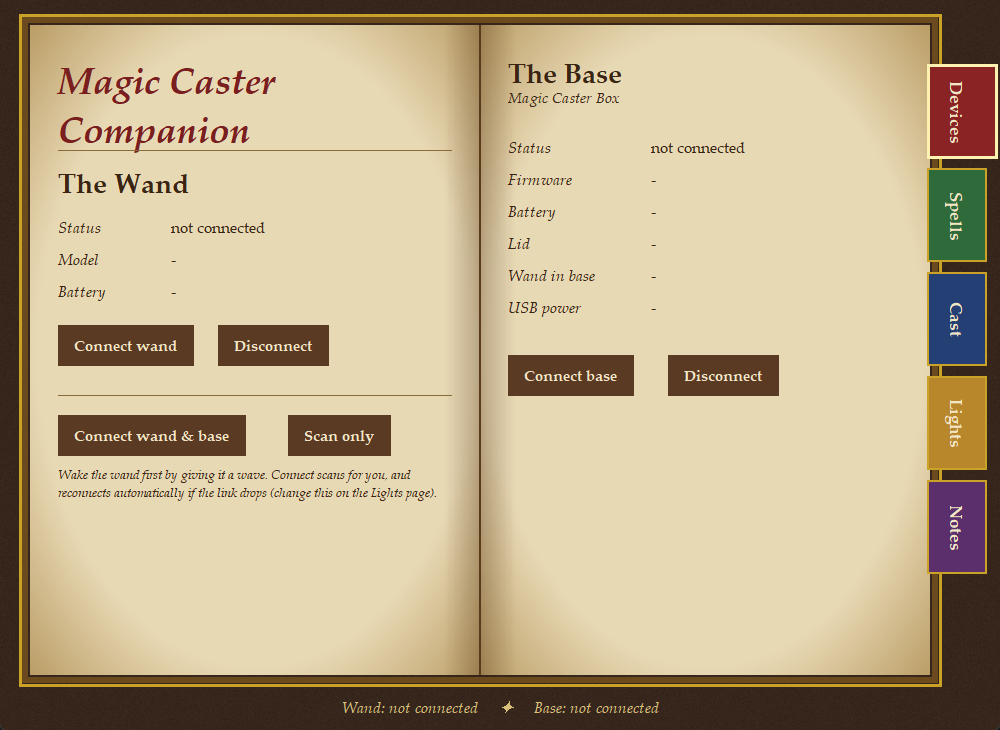 Magic Caster
Companion
The Wand
Status not connected
Model -
Battery -
Connect wand Disconnect
Connect wand & base Scan only
Wake the wand first by giving it a wave. Connect scans for you, and
reconnects automatically if the link drops (change this on the Lights page).
The Base
Magic Caster Box
Status not connected
Firmware -
Battery -
Lid -
Wand in base -
USB power -
Connect base Disconnect
Devices
Spells
Cast
Lights
Notes
Wand: not connected ✦ Base: not connected